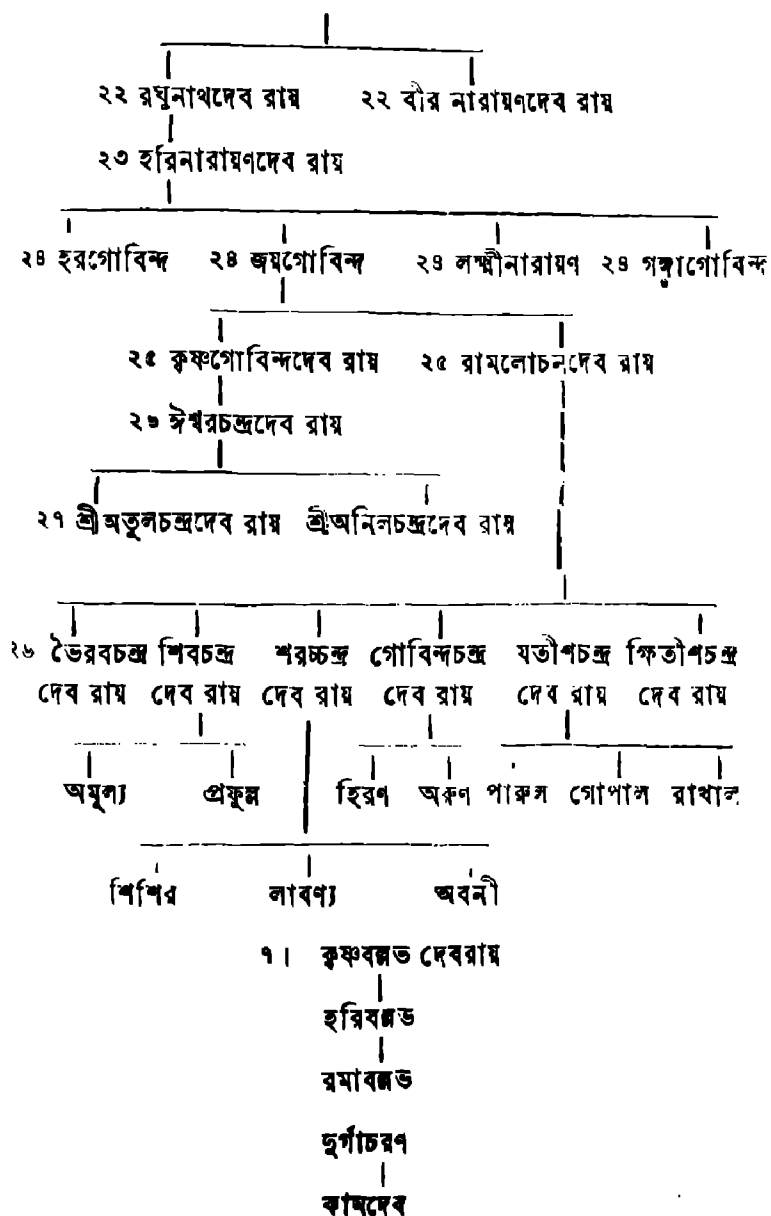 ২২ রঘুনাথদেব রায় ২২ বীর নারায়ণদেব রায়
২৩ হরিনারায়ণদেব রায়
২৪ হরগোবিন্দ ২৪ জয়গোবিন্দ ২৪ লক্ষ্মীনারায়ণ ২৪ গঙ্গাগোবিন্দ
২৫ কৃষ্ণগোবিন্দদেব রায় ২৫ রামলোচনদেব রায়
২৬ ঈশ্বরচন্দ্রদেব রায়
২৭ শ্রীঅতুলচন্দ্রদেব রায় শ্রীঅনিলচন্দ্রদেব রায়
২৬ ভৈরবচন্দ্র শিবচন্দ্র শরচ্চন্দ্র গোবিন্দচন্দ্র যতীশচন্দ্র ক্ষিতীশচন্দ্র
দেব রায় দেব রায় দেব রায় দেব রায় দেব রায় দেব রায়
অমূল্য প্রফুল্ল হিরণ অরুণ পারুল গোপাল রাখাল
শিশির লাবণ্য অবনী
৭। কৃষ্ণবল্লভ দেবরায়
হরিবল্লভ
রমাবল্লভ
দুর্গাচরণ
কামদেব